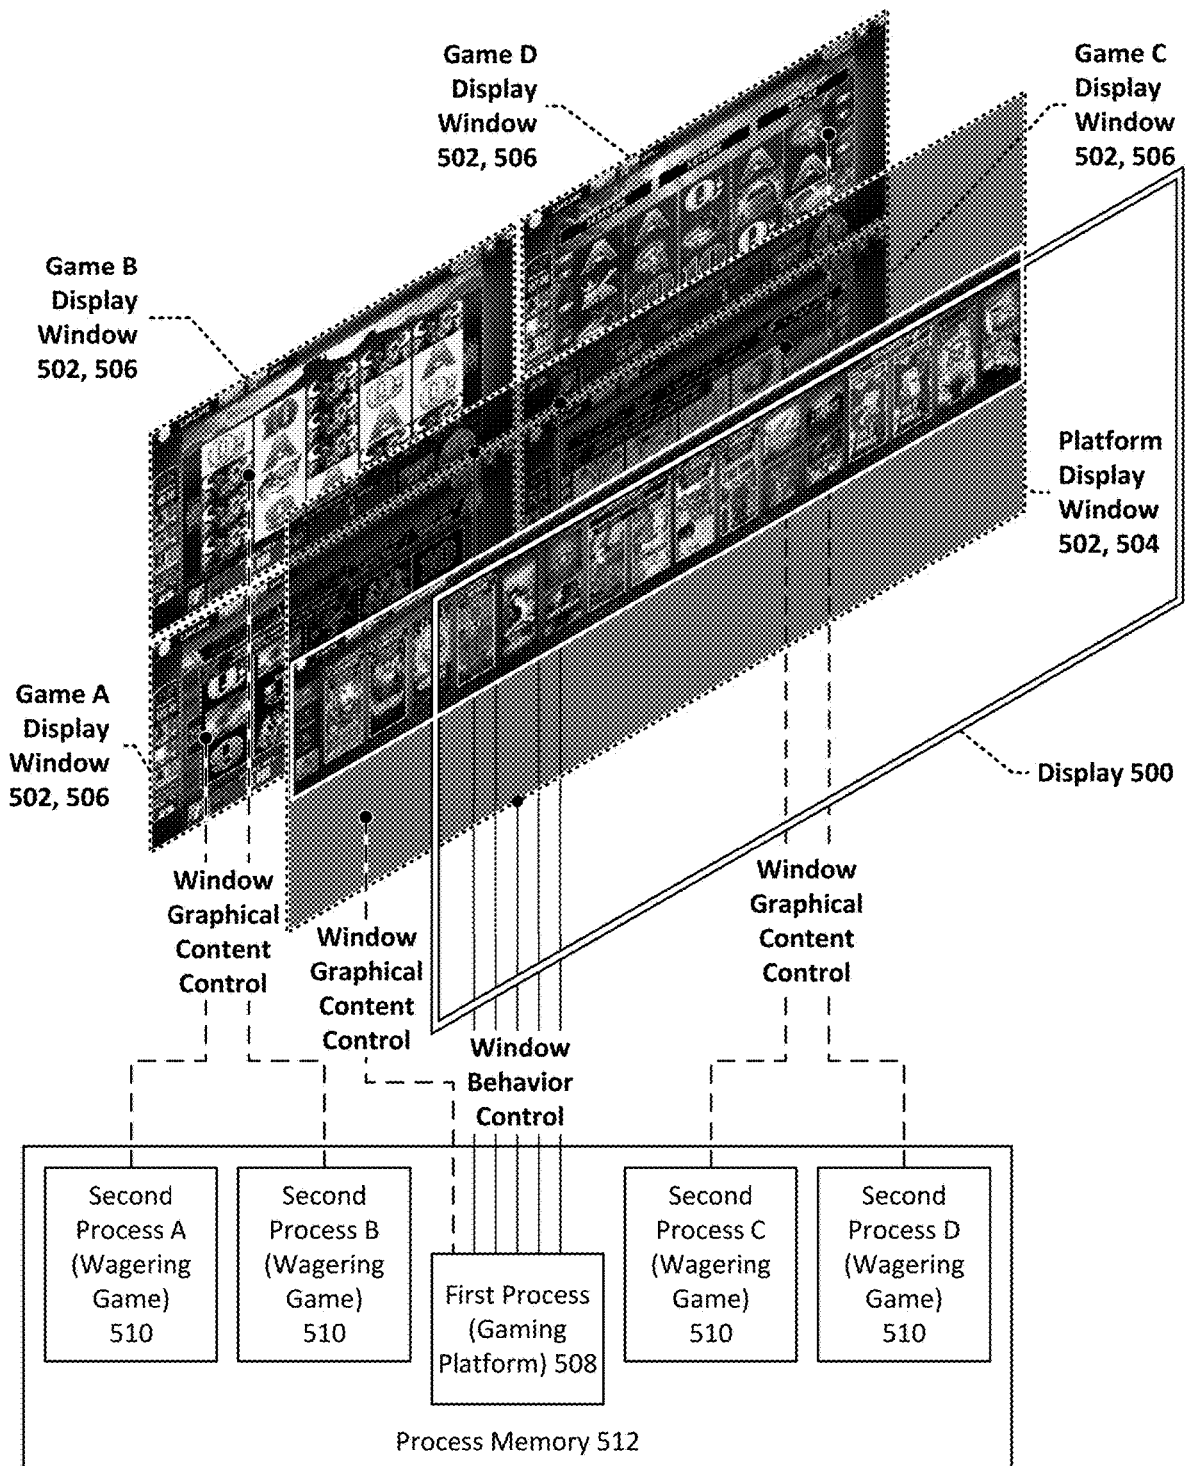 Game D
Display
Window
502, 506
Game C
Display
Window
502, 506
Game B
Display
Window
502, 506
Platform
Display
Window
502, 504
Game A
Display
Window
502, 506
Display 500
Window
Graphical
Content
Control
Window
Graphical
Content
Control
Window
Graphical
Content
Control
Window
Behavior
Control
Second
Process A
(Wagering
Game)
510
Second
Process B
(Wagering
Game)
510
First Process
(Gaming
Platform) 508
Second
Process C
(Wagering
Game)
510
Second
Process D
(Wagering
Game)
510
Process Memory 512